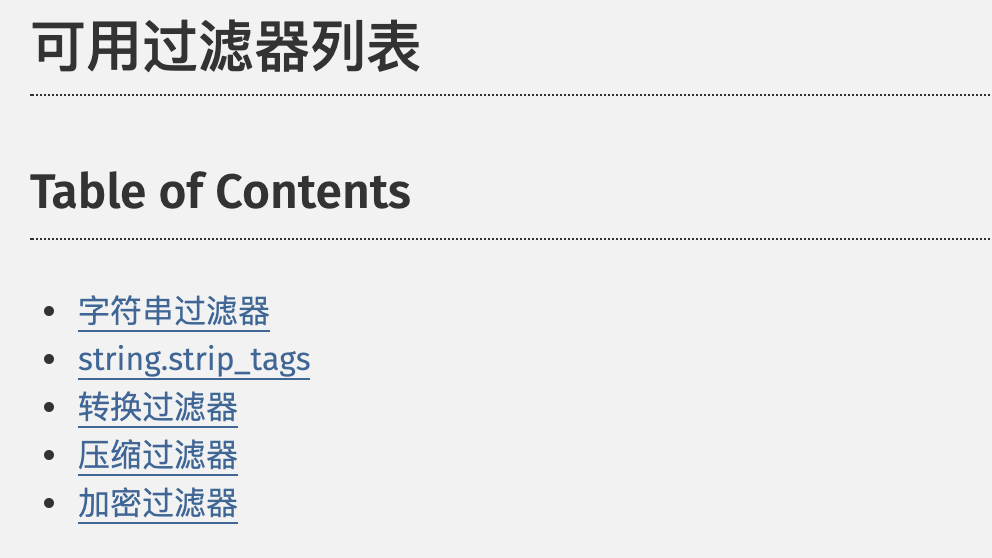 可用过滤器列表
Table of Contents
字符串过滤器
string.strip_tags
转换过滤器
压缩过滤器
加密过滤器